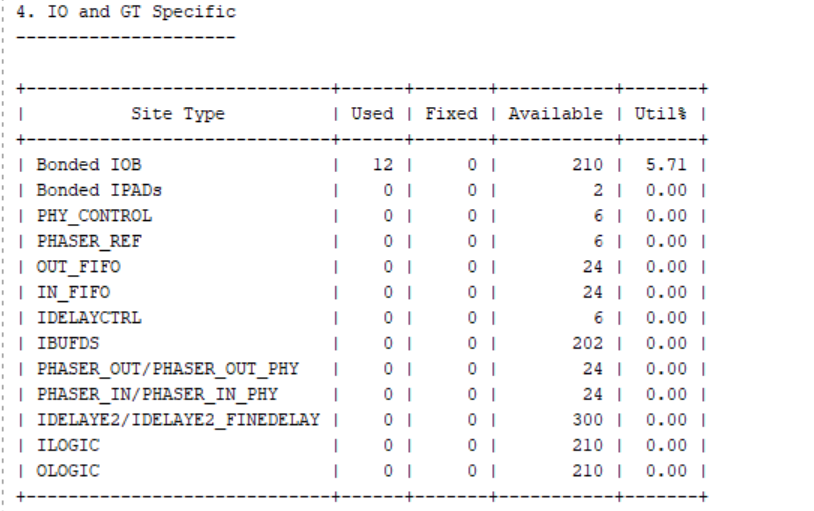 4. IO and GT Specific
---------------------

+-----------------------------+------+-------+-----------+-------+
|          Site Type          | Used | Fixed | Available | Util% |
+-----------------------------+------+-------+-----------+-------+
| Bonded IOB                  |   12 |     0 |       210 |  5.71 |
| Bonded IPADs                |    0 |     0 |         2 |  0.00 |
| PHY_CONTROL                 |    0 |     0 |         6 |  0.00 |
| PHASER_REF                  |    0 |     0 |         6 |  0.00 |
| OUT_FIFO                    |    0 |     0 |        24 |  0.00 |
| IN_FIFO                     |    0 |     0 |        24 |  0.00 |
| IDELAYCTRL                  |    0 |     0 |         6 |  0.00 |
| IBUFDS                      |    0 |     0 |       202 |  0.00 |
| PHASER_OUT/PHASER_OUT_PHY   |    0 |     0 |        24 |  0.00 |
| PHASER_IN/PHASER_IN_PHY     |    0 |     0 |        24 |  0.00 |
| IDELAYE2/IDELAYE2_FINEDELAY |    0 |     0 |       300 |  0.00 |
| ILOGIC                      |    0 |     0 |       210 |  0.00 |
| OLOGIC                      |    0 |     0 |       210 |  0.00 |
+-----------------------------+------+-------+-----------+-------+